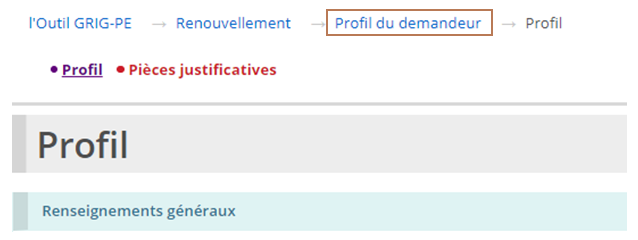 l'Outil GRIG-PE → Renouvellement → Profil du demandeur → Profil
• Profil • Pièces justificatives
Profil
Renseignements généraux